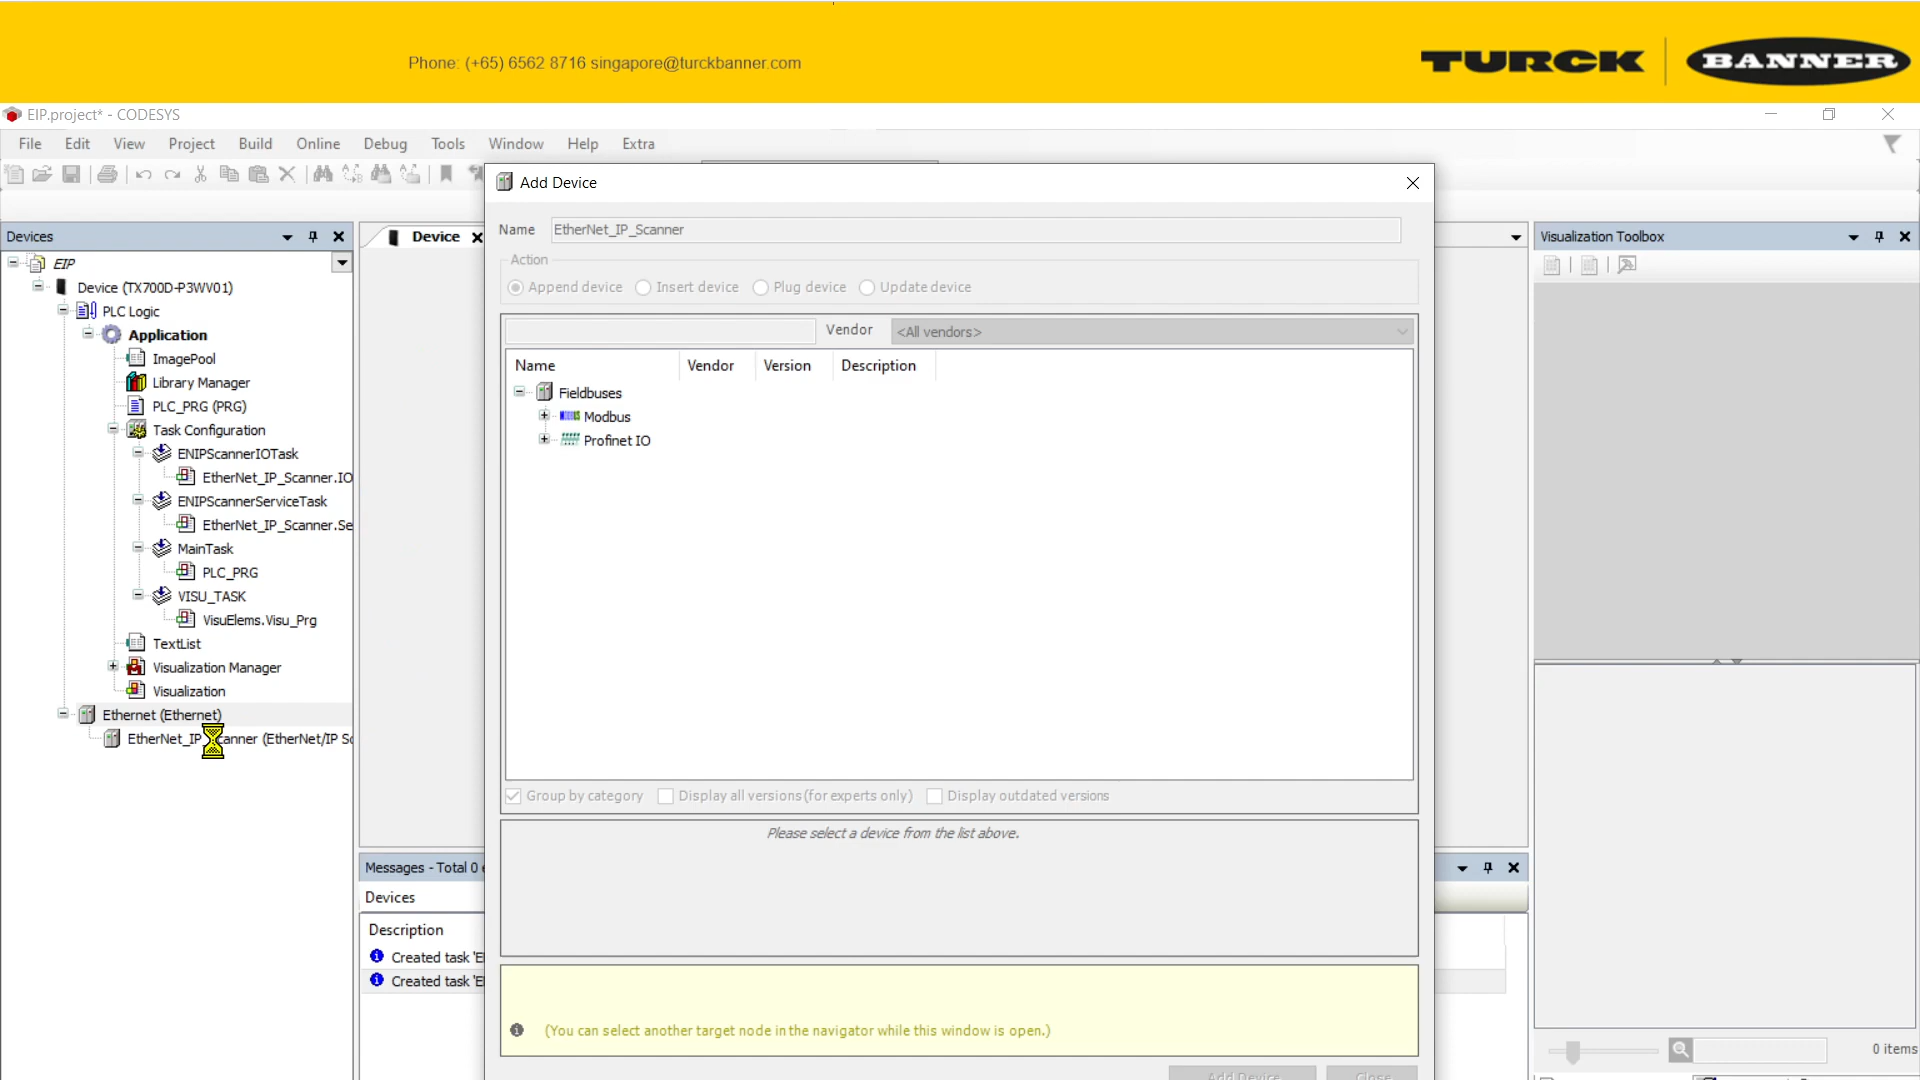 Phone: (+65) 6562 8716 singapore@turckbanner.com
TURCK
BANNER
EIP.project* - CODESYS
File Edit View Project Build Online Debug Tools Window Help Extra
Add Device
Name EtherNet_IP_Scanner
Action
Append device Insert device Plug device Update device
Vendor <All vendors>
Name Vendor Version Description
Fieldbuses
Modbus
Profinet IO
Group by category Display all versions (for experts only) Display outdated versions
Please select a device from the list above.
(You can select another target node in the navigator while this window is open.)
Add Device Close
Devices
EIP
Device (TX700D-P3WV01)
PLC Logic
Application
ImagePool
Library Manager
PLC_PRG (PRG)
Task Configuration
ENIPScannerIOTask
EtherNet_IP_Scanner.IO
ENIPScannerServiceTask
EtherNet_IP_Scanner.Se
MainTask
PLC_PRG
VISU_TASK
VisuElems.Visu_Prg
TextList
Visualization Manager
Visualization
Ethernet (Ethernet)
EtherNet_IP canner (EtherNet/IP Sc
Device
Messages - Total 0 e
Devices
Description
Created task 'E
Created task 'E
Visualization Toolbox
0 items